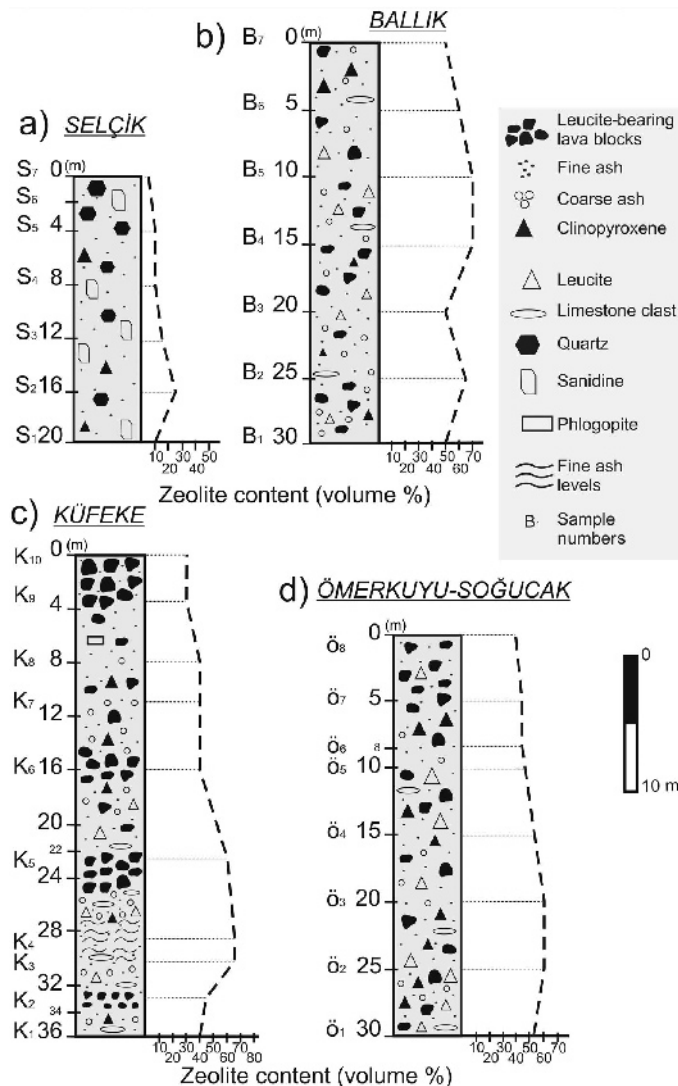 a) SELÇİK
S7 0 (m)
S6
S5 4
S4 8
S3 12
S2 16
S1 20
10 20 30 40 50
b) BALLIK
B7 0 (m)
B6 5
B5 10
B4 15
B3 20
B2 25
B1 30
10 20 30 40 50 60 70
Zeolite content (volume %)
Leucite-bearing
lava blocks
Fine ash
Coarse ash
Clinopyroxene
Leucite
Limestone clast
Quartz
Sanidine
Phlogopite
Fine ash
levels
B Sample
numbers
c) KÜFEKE
K10 0 (m)
K9
4
K8 8
K7
12
K6 16
20
K5 22
24
28
K4
K3
32
K2
34
K1 36
10 20 30 40 50 60 70 80
Zeolite content (volume %)
d) ÖMERKUYU-SOĞUCAK
0 (m)
Ö8
Ö7 5
Ö6 8
Ö5 10
Ö4 15
Ö3 20
Ö2 25
Ö1 30
10 20 30 40 50 60 70
Zeolite content (volume %)
0
10 m